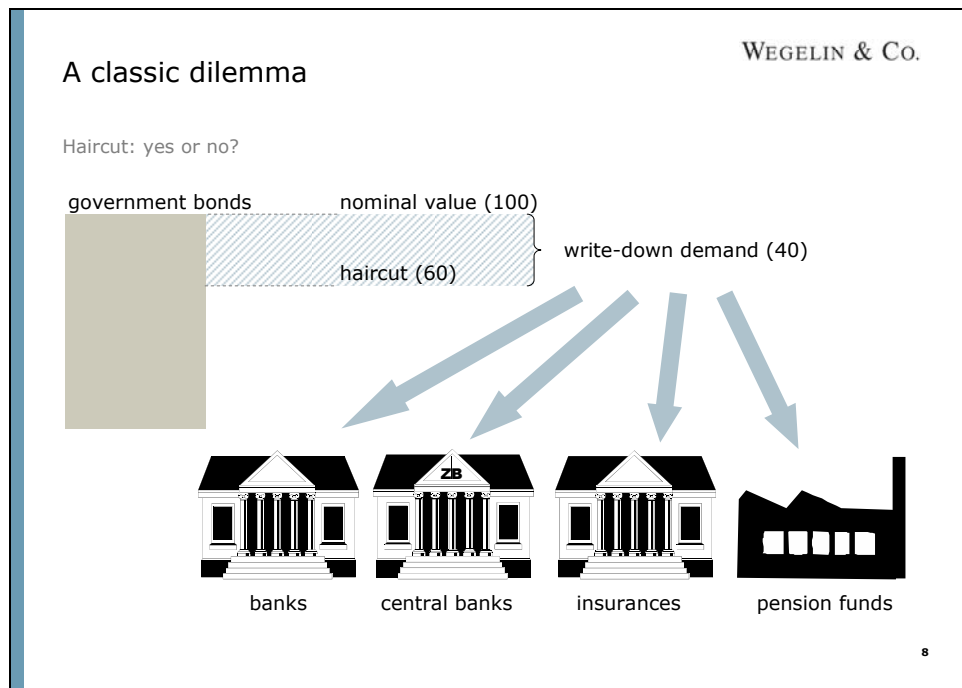 WEGELIN & CO.
A classic dilemma
Haircut: yes or no?
government bonds
nominal value (100)
write-down demand (40)
haircut (60)
ZB
banks
central banks
insurances
pension funds
8